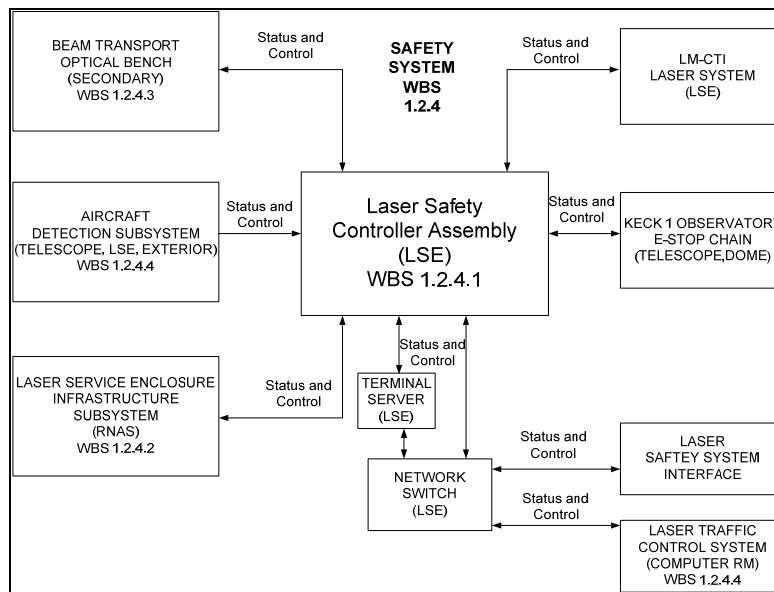 BEAM TRANSPORT
OPTICAL BENCH
(SECONDARY)
WBS 1.2.4.3
Status and
Control
SAFETY
SYSTEM
WBS
1.2.4
Status and
Control
LM-CTI
LASER SYSTEM
(LSE)
AIRCRAFT
DETECTION SUBSYSTEM
(TELESCOPE, LSE, EXTERIOR)
WBS 1.2.4.4
Status and
Control
Laser Safety
Controller Assembly
(LSE)
WBS 1.2.4.1
Status and
Control
KECK 1 OBSERVATORY
E-STOP CHAIN
(TELESCOPE,DOME)
LASER SERVICE ENCLOSURE
INFRASTRUCTURE
SUBSYSTEM
(RNAS)
WBS 1.2.4.2
Status and
Control
Status and
Control
TERMINAL
SERVER
(LSE)
NETWORK
SWITCH
(LSE)
Status and
Control
LASER
SAFTEY SYSTEM
INTERFACE
Status and
Control
LASER TRAFFIC
CONTROL SYSTEM
(COMPUTER RM)
WBS 1.2.4.4